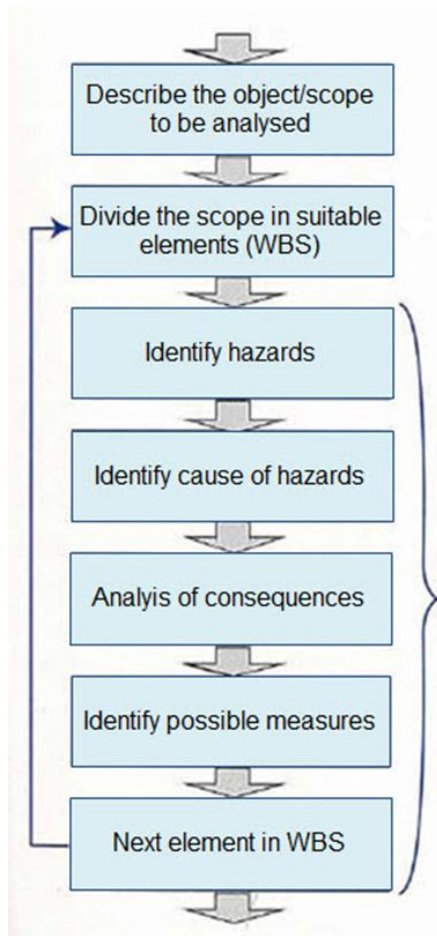 Describe the object/scope
to be analysed
Divide the scope in suitable
elements (WBS)
Identify hazards
Identify cause of hazards
Analyis of consequences
Identify possible measures
Next element in WBS